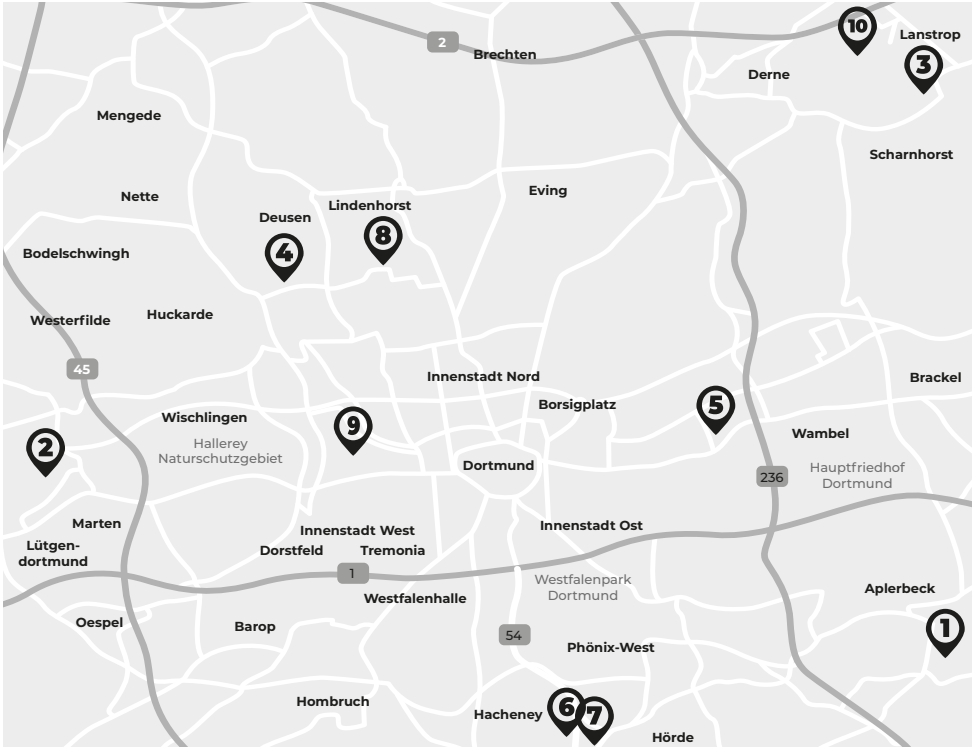 10
Lanstrop
2
Brechten
3
Derne
Mengede
Scharnhorst
Nette
Eving
Lindenhorst
Deusen
8
4
Bodelschwingh
Huckarde
Westerfilde
45
Innenstadt Nord
Brackel
Borsigplatz
5
Wischlingen
9
Wambel
2
Hallerey
Naturschutzgebiet
Dortmund
Hauptfriedhof
Dortmund
236
Marten
Innenstadt West
Innenstadt Ost
Lütgen-
dortmund
Dorstfeld
Tremonia
1
Westfalenpark
Dortmund
Aplerbeck
Westfalenhalle
Oespel
Barop
1
54
Phönix-West
Hombruch
Hacheney
6
7
Hörde